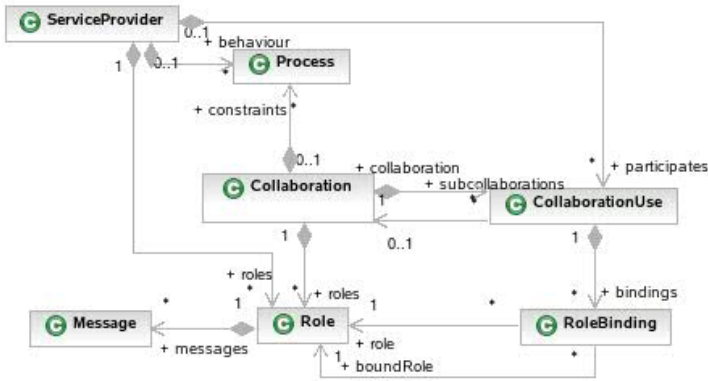 C ServiceProvider
0..1
+ behaviour
1
0..1
*
C Process
+ constraints *
0..1
+ collaboration
* + participates
C Collaboration
+ subcollaborations
1
*
C CollaborationUse
1
0..1
1
+ roles
*
*
+ roles
* + bindings
*
1
C Message
C Role
1
*
C RoleBinding
+ messages
+ role
1
+ boundRole
*